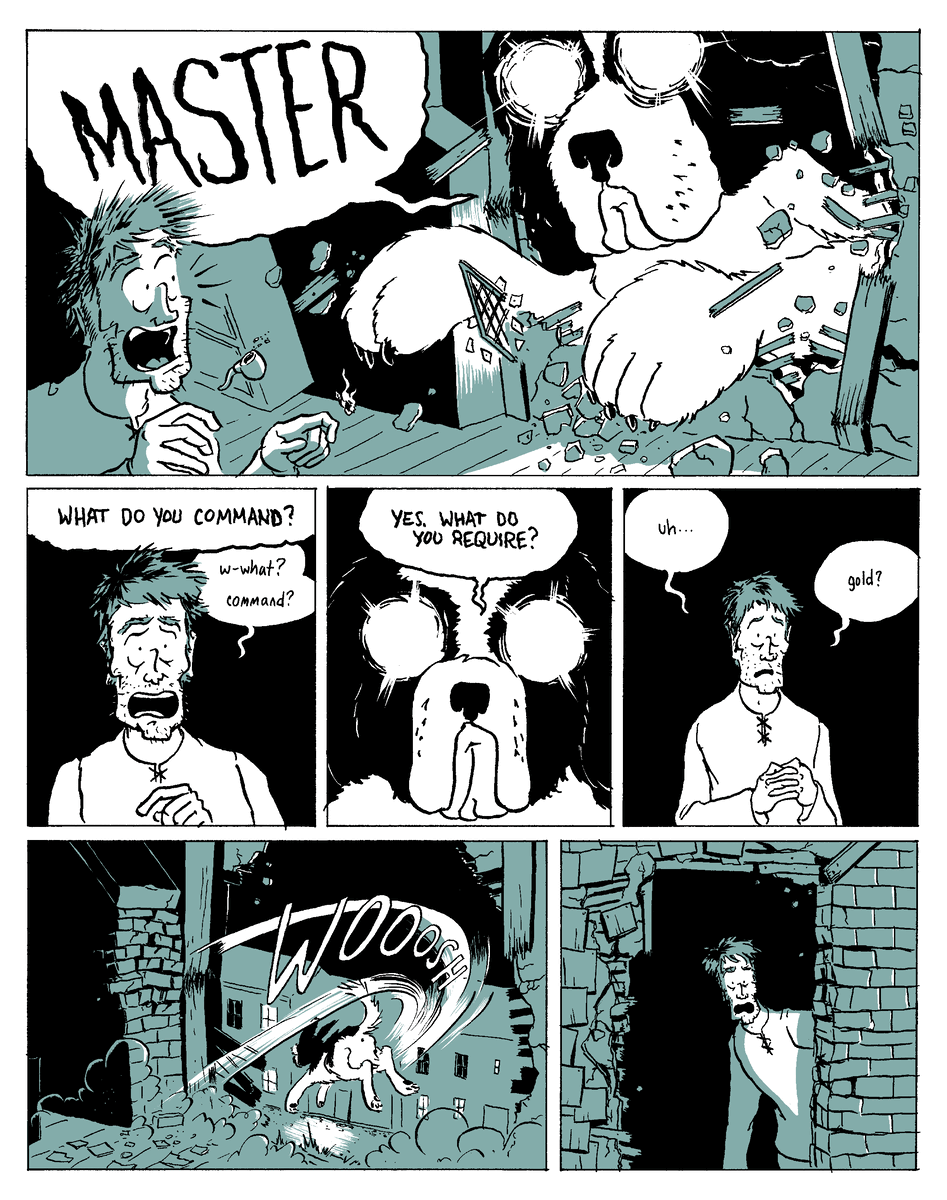 MASTER
WHAT DO YOU COMMAND?
w-what?
command?
YES. WHAT DO
YOU REQUIRE?
uh...
gold?
WOOOSH